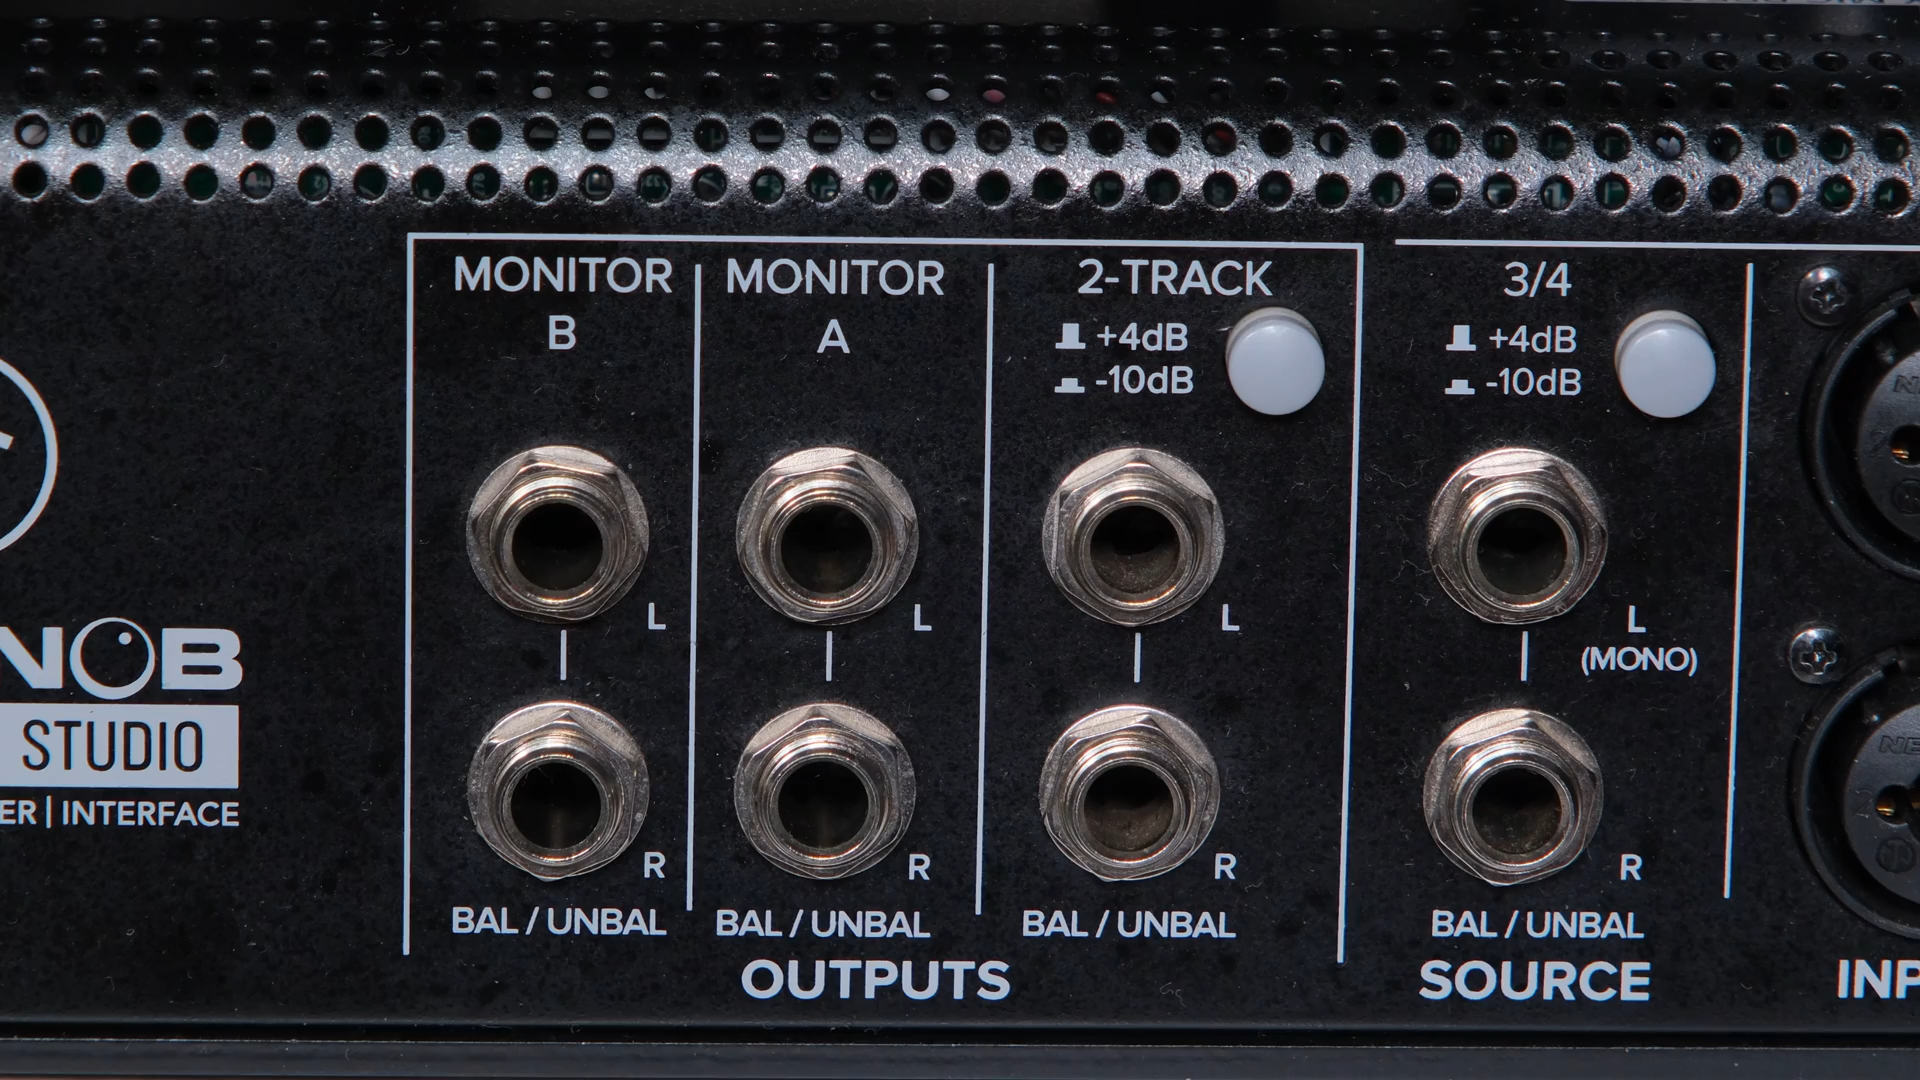 MONITOR
B
MONITOR
A
2-TRACK
+4dB
-10dB
3/4
+4dB
-10dB
L
L
L
L
(MONO)
NOB
STUDIO
ER | INTERFACE
R
R
R
R
BAL / UNBAL
BAL / UNBAL
BAL / UNBAL
BAL / UNBAL
OUTPUTS
SOURCE
INP